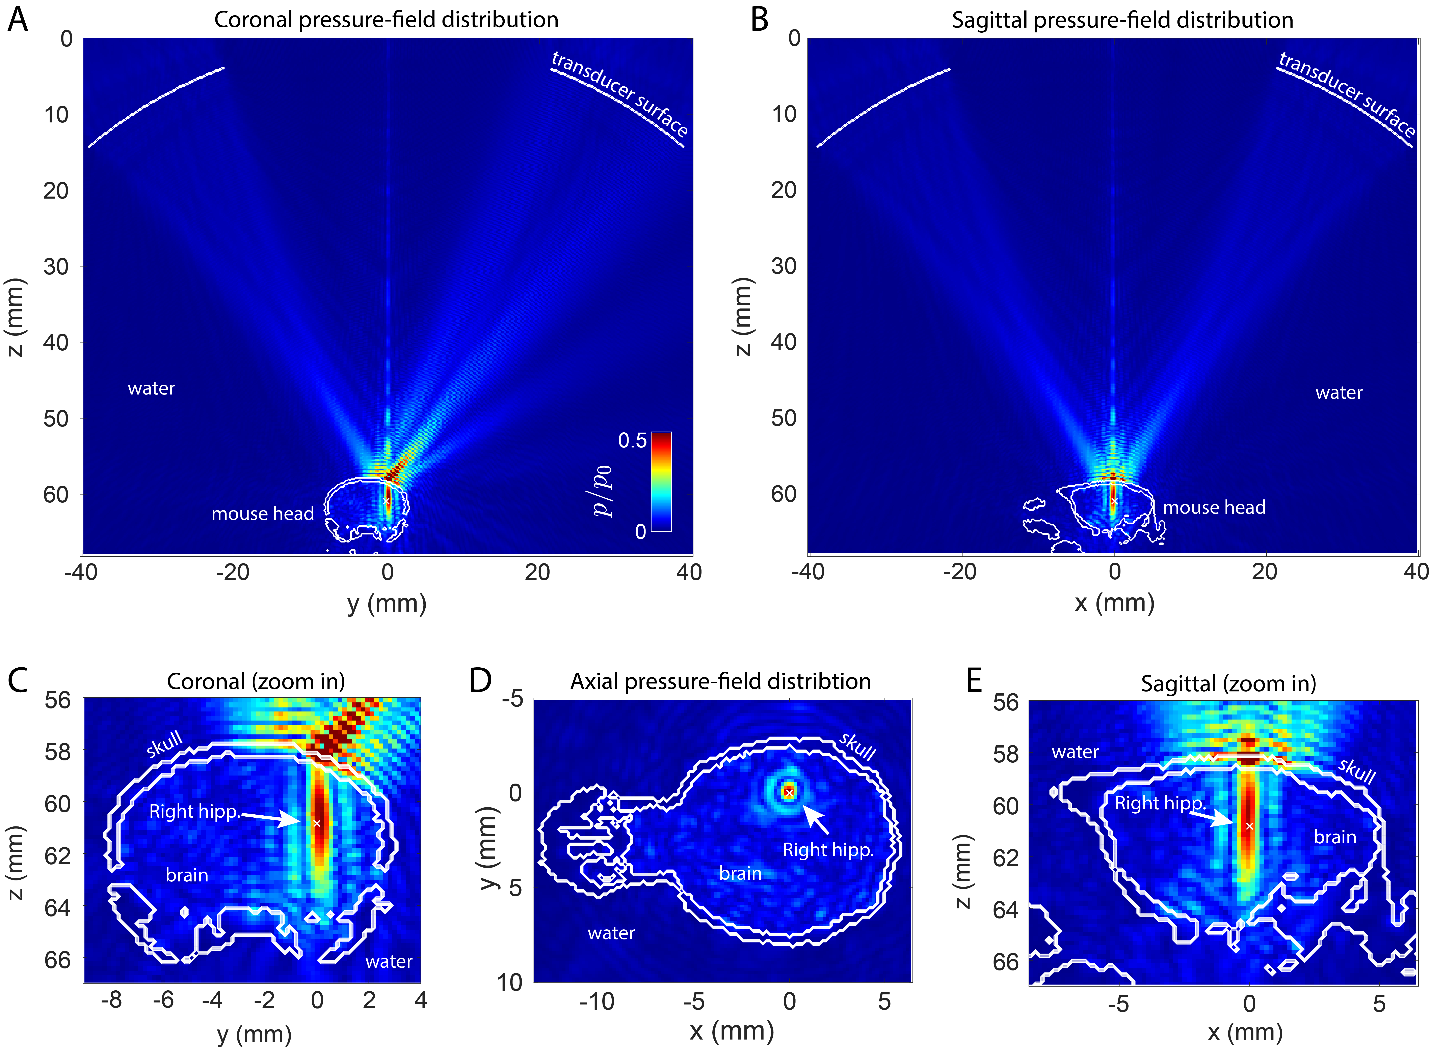 A
Coronal pressure-field distribution
0
10
20
30
40
50
60
z (mm)
transducer surface
water
mouse head
0.5
0
p/p0
-40
-20
0
20
40
y (mm)
B
Sagittal pressure-field distribution
0
10
20
30
40
50
60
z (mm)
transducer surface
water
mouse head
-40
-20
0
20
40
x (mm)
C
Coronal (zoom in)
56
58
60
62
64
66
z (mm)
skull
Right hipp.
brain
water
-8
-6
-4
-2
0
2
4
y (mm)
D
Axial pressure-field distribtion
-5
0
5
10
y (mm)
skull
Right hipp.
brain
water
-10
-5
0
5
x (mm)
E
Sagittal (zoom in)
56
58
60
62
64
66
z (mm)
water
skull
Right hipp.
brain
-5
0
5
x (mm)